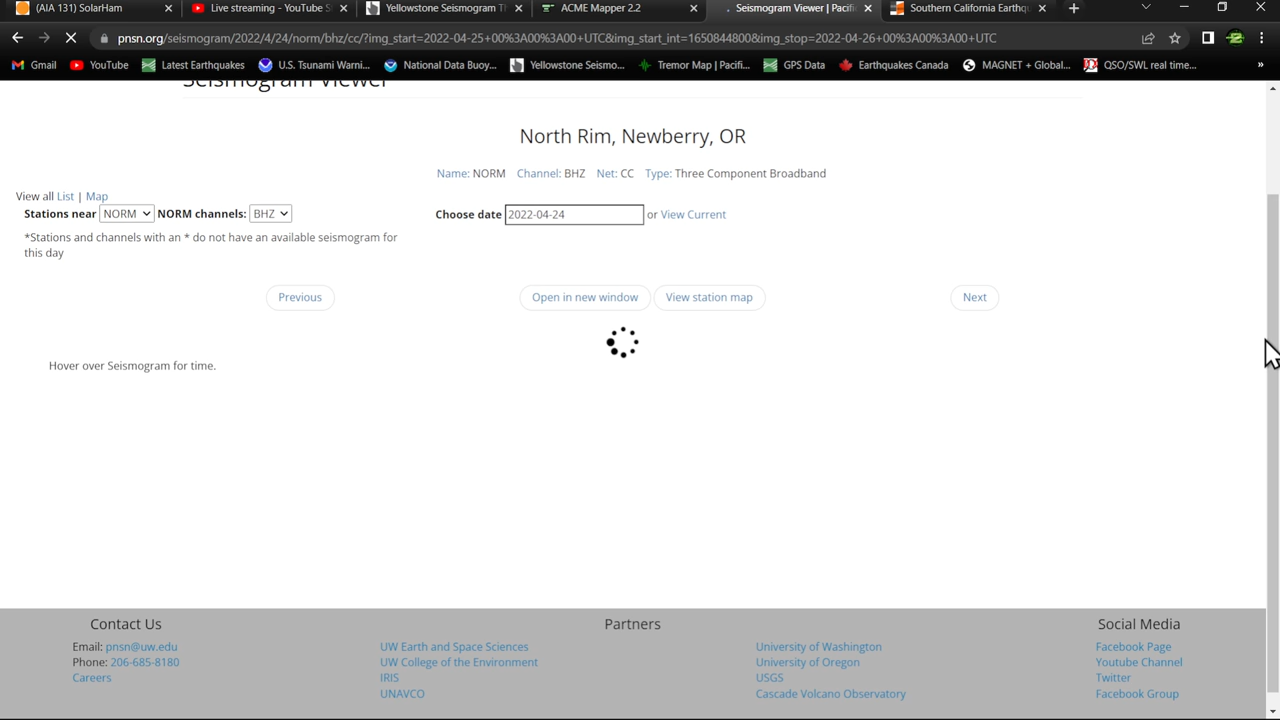 (AIA 131) SolarHam
Live streaming - YouTube S
Yellowstone Seismogram T
ACME Mapper 2.2
Seismogram Viewer | Pacifi
Southern California Earthq
pnsn.org/seismogram/2022/4/24/norm/bhz/cc/?img_start=2022-04-25+00%3A00%3A00+UTC&img_start_int=1650844800&img_stop=2022-04-26+00%3A00%3A00+UTC
Gmail
YouTube
Latest Earthquakes
U.S. Tsunami Warni...
National Data Buoy...
Yellowstone Seismo...
Tremor Map | Pacifi...
GPS Data
Earthquakes Canada
MAGNET + Global...
QSO/SWL real time...
»
Seismogram Viewer
North Rim, Newberry, OR
Name: NORM Channel: BHZ Net: CC Type: Three Component Broadband
View all List | Map
Stations near NORM NORM channels: BHZ
Choose date 2022-04-24 or View Current
*Stations and channels with an * do not have an available seismogram for
this day
Previous
Open in new window
View station map
Next
Hover over Seismogram for time.
Contact Us
Email: pnsn@uw.edu
Phone: 206-685-8180
Careers
Partners
UW Earth and Space Sciences
UW College of the Environment
IRIS
UNAVCO
University of Washington
University of Oregon
USGS
Cascade Volcano Observatory
Social Media
Facebook Page
Youtube Channel
Twitter
Facebook Group